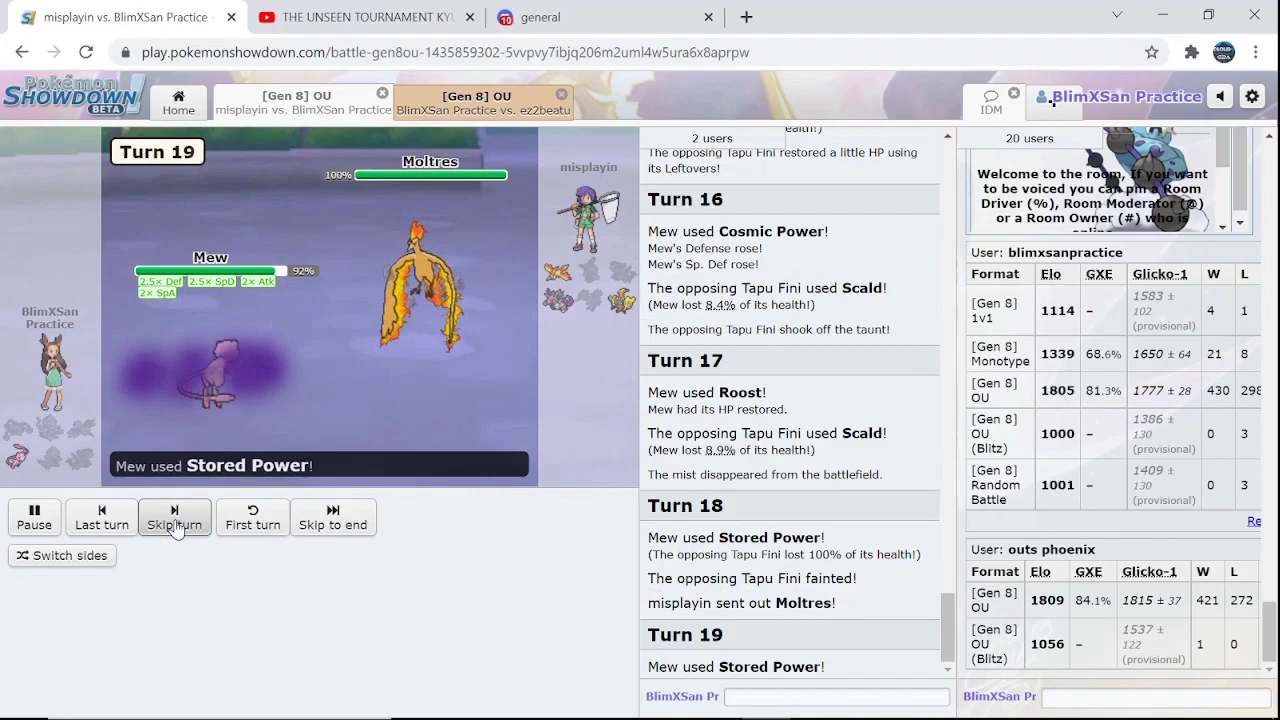 misplayin vs. BlimXSan Practice -
THE UNSEEN TOURNAMENT KYU
general
play.pokemonshowdown.com/battle-gen8ou-1435859302-5vvpvy7ibjq206m2uml4w5ura6x8aprpw
Pokémon
SHOWDOWN!
BETA
Home
[Gen 8] OU
misplayin vs. BlimXSan Practice
[Gen 8] OU
BlimXSan Practice vs. ez2beatu
IDM
BlimXSan Practice
Turn 19
Moltres
100%
Mew
92%
2.5× Def 2.5× SpD 2× Atk
2× SpA
BlimXSan
Practice
misplayin
Mew used Stored Power!
Pause
Last turn
Skip turn
First turn
Skip to end
Switch sides
2 users
ealth!)
The opposing Tapu Fini restored a little HP using
its Leftovers!
Turn 16
Mew used Cosmic Power!
Mew's Defense rose!
Mew's Sp. Def rose!
The opposing Tapu Fini used Scald!
(Mew lost 8.4% of its health!)
The opposing Tapu Fini shook off the taunt!
Turn 17
Mew used Roost!
Mew had its HP restored.
The opposing Tapu Fini used Scald!
(Mew lost 8.9% of its health!)
The mist disappeared from the battlefield.
Turn 18
Mew used Stored Power!
(The opposing Tapu Fini lost 100% of its health!)
The opposing Tapu Fini fainted!
misplayin sent out Moltres!
Turn 19
Mew used Stored Power!
BlimXSan Pr
20 users
Welcome to the room, If you want
to be voiced you can pm a Room
Driver (%), Room Moderator (@)
or a Room Owner (#) who is
User: blimxsanpractice
Format Elo GXE Glicko-1 W L
[Gen 8] 1v1 1114 – 1583 ± 102 (provisional) 4 1
[Gen 8] Monotype 1339 68.6% 1650 ± 64 21 8
[Gen 8] OU 1805 81.3% 1777 ± 28 430 298
[Gen 8] OU (Blitz) 1000 – 1386 ± 130 (provisional) 0 3
[Gen 8] Random Battle 1001 – 1409 ± 130 (provisional) 0 3
Re
User: outs phoenix
Format Elo GXE Glicko-1 W L
[Gen 8] OU 1809 84.1% 1815 ± 37 421 272
[Gen 8] OU (Blitz) 1056 – 1537 ± 122 (provisional) 1 0
BlimXSan Pr